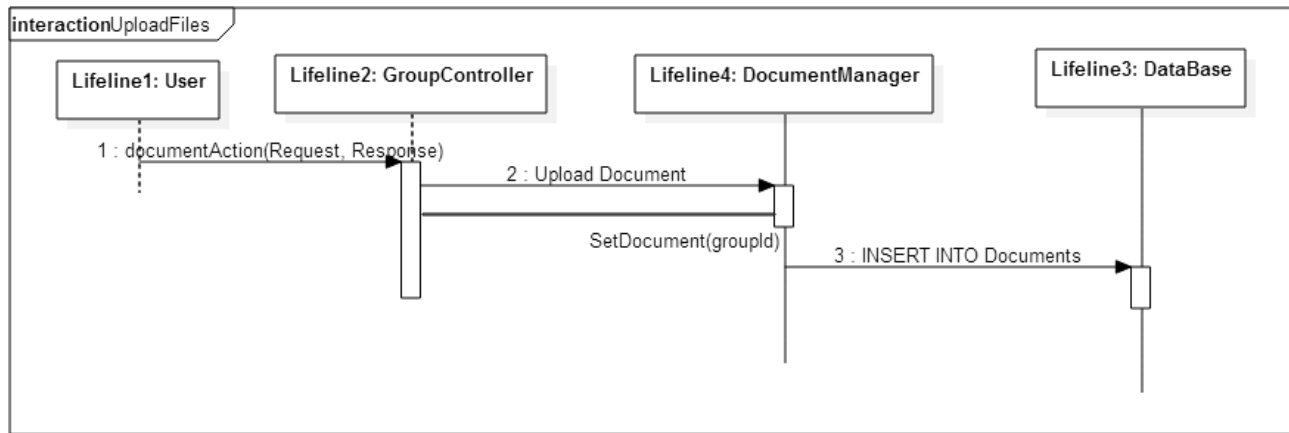 interactionUploadFiles
Lifeline1: User
Lifeline2: GroupController
Lifeline4: DocumentManager
Lifeline3: DataBase
1 : documentAction(Request, Response)
2 : Upload Document
SetDocument(groupId)
3 : INSERT INTO Documents